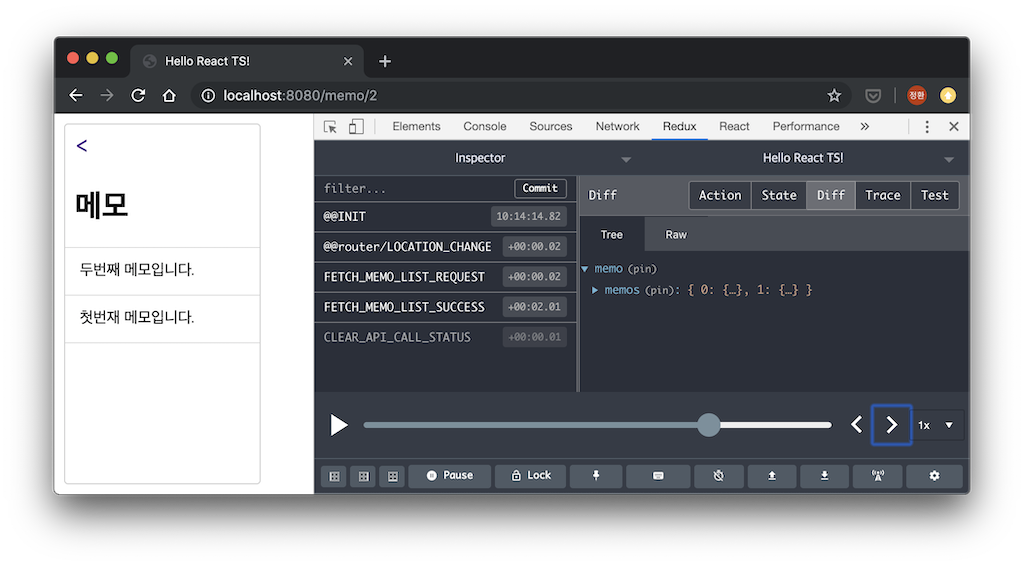 Hello React TS!
localhost:8080/memo/2
정환
<
메모
두번째 메모입니다.
첫번재 메모입니다.
Elements Console Sources Network Redux React Performance »
Inspector Hello React TS!
filter... Commit
@@INIT 10:14:14.82
@@router/LOCATION_CHANGE +00:00.02
FETCH_MEMO_LIST_REQUEST +00:00.02
FETCH_MEMO_LIST_SUCCESS +00:02.01
CLEAR_API_CALL_STATUS +00:00.01
Diff Action State Diff Trace Test
Tree Raw
memo (pin)
memos (pin): { 0: {…}, 1: {…} }
1x
Pause Lock